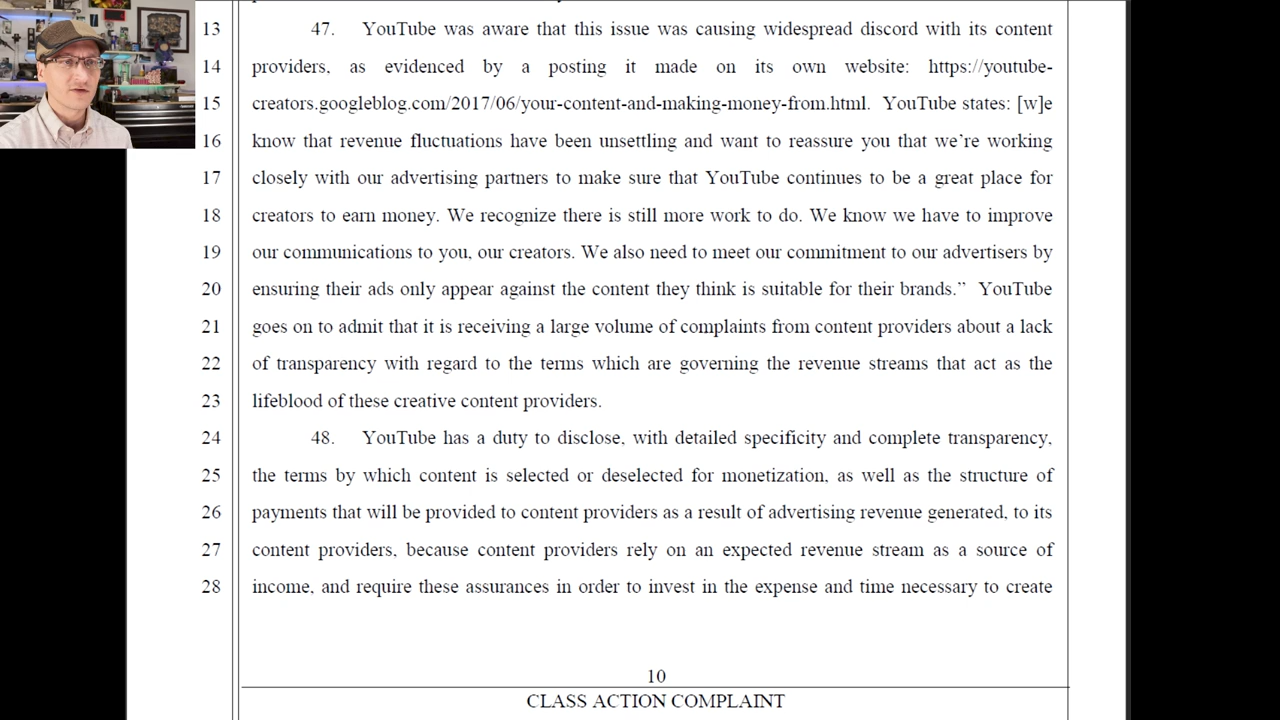 13 47. YouTube was aware that this issue was causing widespread discord with its content
14 providers, as evidenced by a posting it made on its own website: https://youtube-
15 creators.googleblog.com/2017/06/your-content-and-making-money-from.html. YouTube states: [w]e
16 know that revenue fluctuations have been unsettling and want to reassure you that we’re working
17 closely with our advertising partners to make sure that YouTube continues to be a great place for
18 creators to earn money. We recognize there is still more work to do. We know we have to improve
19 our communications to you, our creators. We also need to meet our commitment to our advertisers by
20 ensuring their ads only appear against the content they think is suitable for their brands.” YouTube
21 goes on to admit that it is receiving a large volume of complaints from content providers about a lack
22 of transparency with regard to the terms which are governing the revenue streams that act as the
23 lifeblood of these creative content providers.
24 48. YouTube has a duty to disclose, with detailed specificity and complete transparency,
25 the terms by which content is selected or deselected for monetization, as well as the structure of
26 payments that will be provided to content providers as a result of advertising revenue generated, to its
27 content providers, because content providers rely on an expected revenue stream as a source of
28 income, and require these assurances in order to invest in the expense and time necessary to create
10
CLASS ACTION COMPLAINT